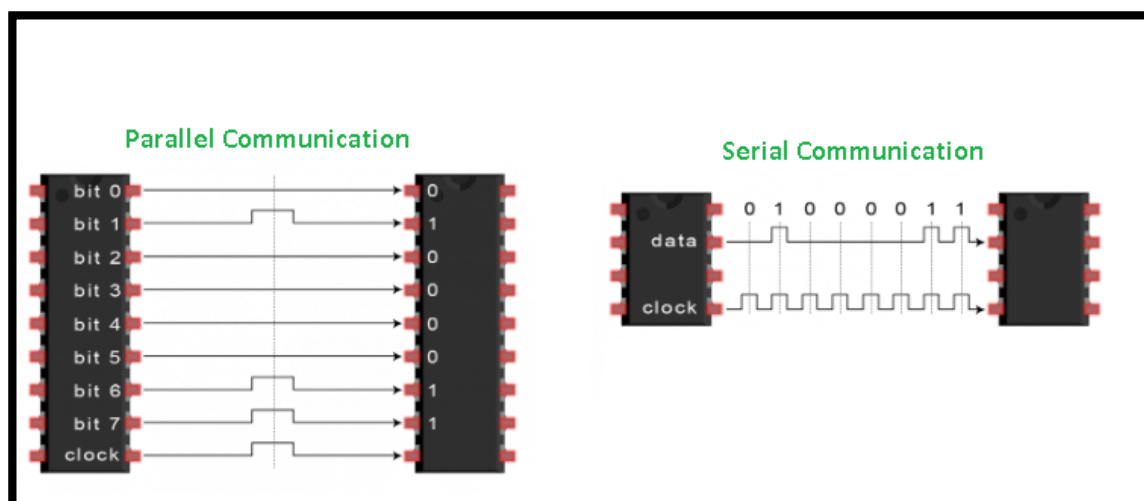 Parallel Communication
bit 0
0
bit 1
1
bit 2
0
bit 3
0
bit 4
0
bit 5
0
bit 6
1
bit 7
1
clock
Serial Communication
0 1 0 0 0 0 1 1
data
clock